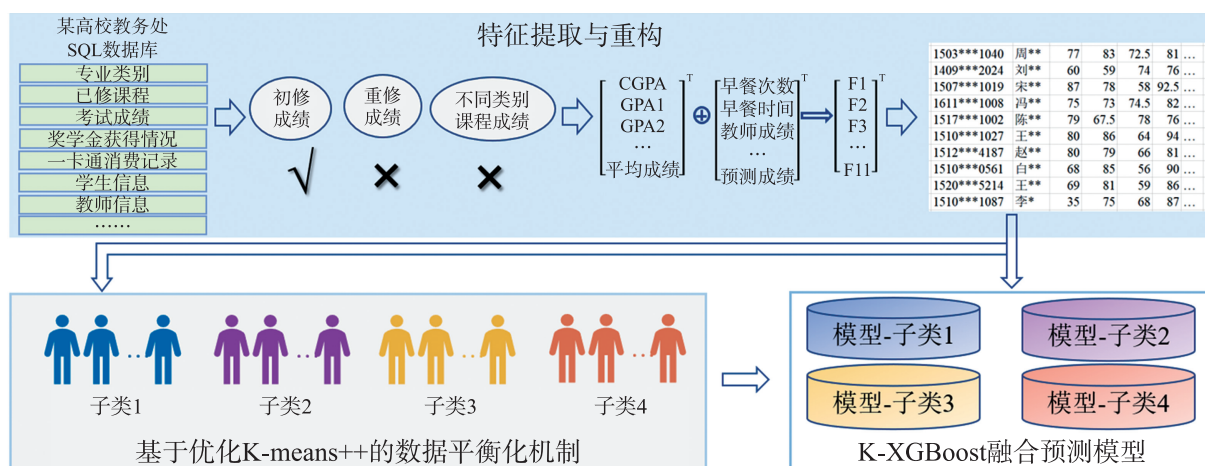 某高校教务处
SQL数据库
专业类别
已修课程
考试成绩
奖学金获得情况
一卡通消费记录
学生信息
教师信息
……
特征提取与重构
初修
成绩
重修
成绩
不同类别
课程成绩
√
×
×
CGPA
GPA1
GPA2
…
平均成绩
T
⊕
早餐次数
早餐时间
教师成绩
…
预测成绩
T
F1
F2
F3
…
F11
T
1503***1040 周** 77 83 72.5 81 …
1409***2024 刘** 60 59 74 76 …
1507***1019 宋** 87 78 58 92.5 …
1611***1008 冯** 75 73 74.5 82 …
1517***1002 陈** 79 67.5 78 76 …
1510***1027 王** 80 86 64 94 …
1512***4187 赵** 80 79 66 81 …
1510***0561 白** 68 85 56 90 …
1520***5214 王** 69 81 59 86 …
1510***1087 李* 35 75 68 87 …
子类1
子类2
子类3
子类4
基于优化K-means++的数据平衡化机制
模型-子类1
模型-子类2
模型-子类3
模型-子类4
K-XGBoost融合预测模型